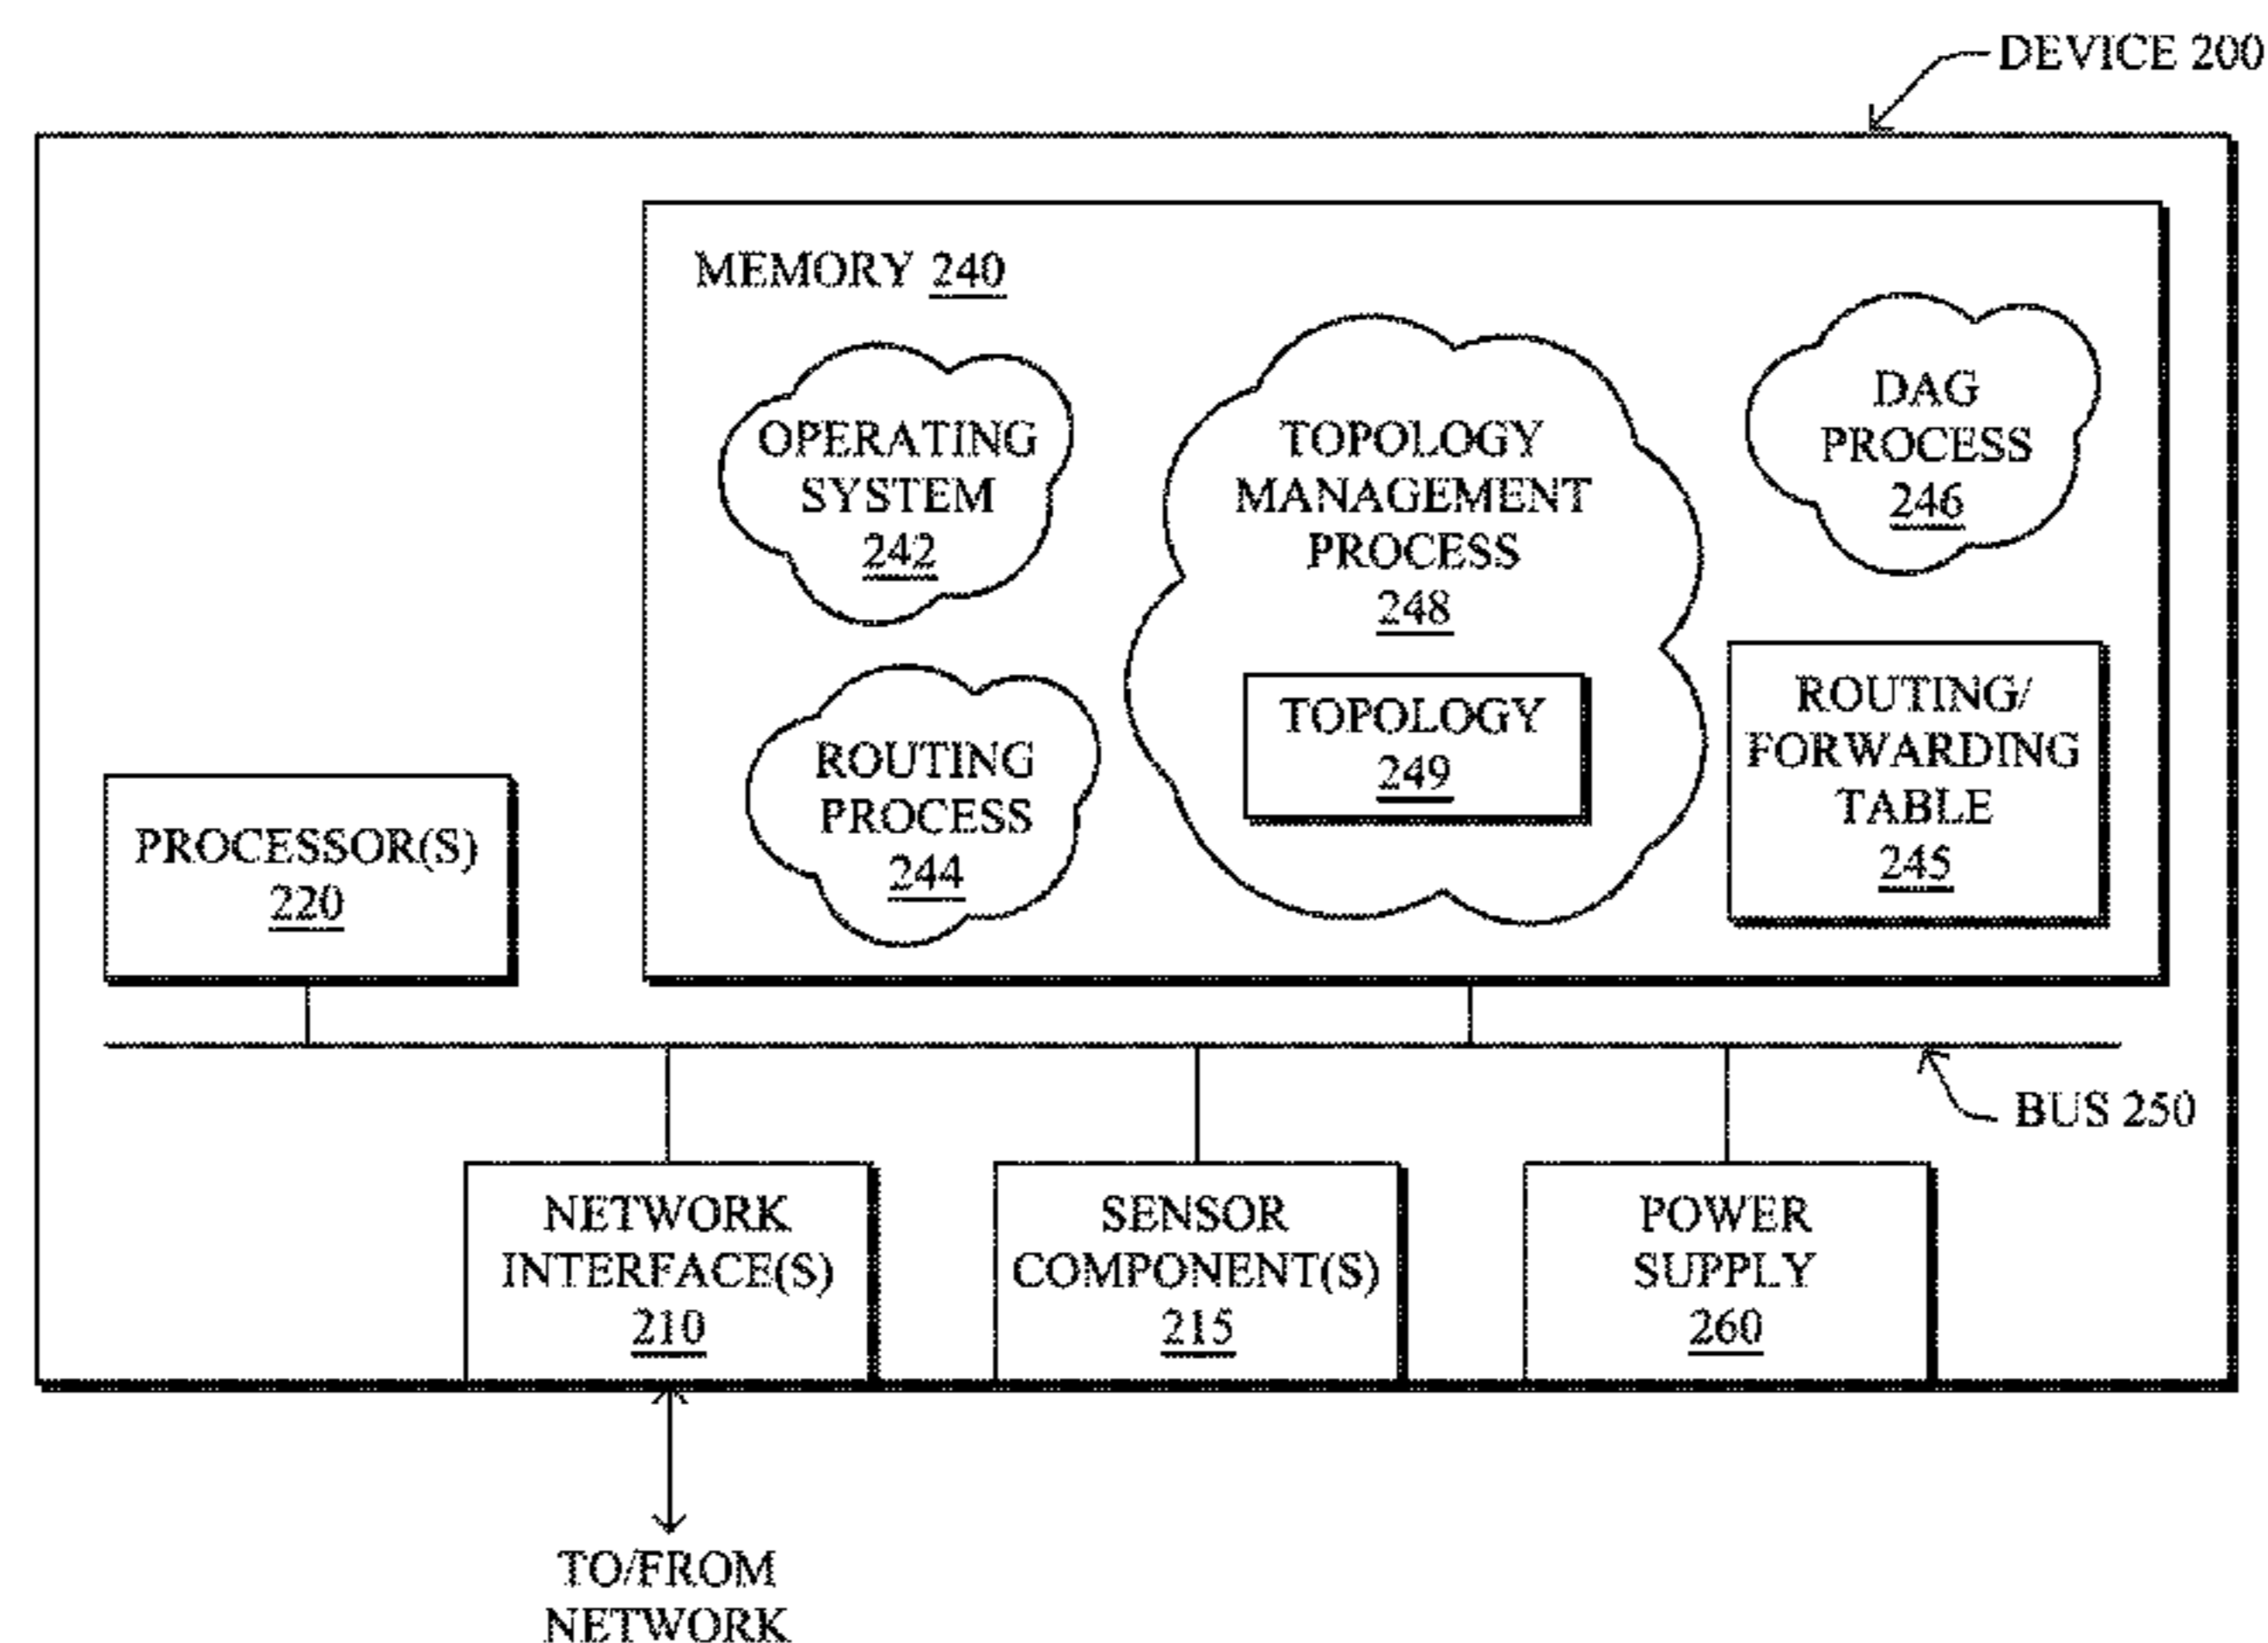 DEVICE 200
MEMORY 240
OPERATING
SYSTEM
242
TOPOLOGY
MANAGEMENT
PROCESS
248
TOPOLOGY
249
DAG
PROCESS
246
ROUTING
PROCESS
244
ROUTING/
FORWARDING
TABLE
245
PROCESSOR(S)
220
BUS 250
NETWORK
INTERFACE(S)
210
SENSOR
COMPONENT(S)
215
POWER
SUPPLY
260
TO/FROM
NETWORK